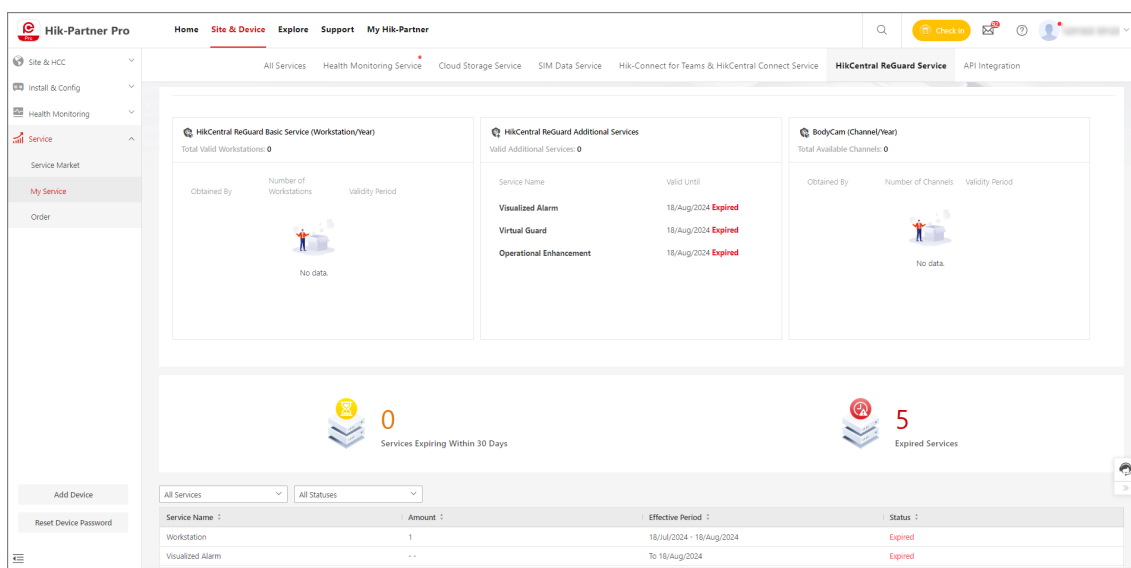 Hik-Partner Pro
Pro
Home Site & Device Explore Support My Hik-Partner
Check in
92
Site & HCC
Install & Config
Health Monitoring
Service
Service Market
My Service
Order
Add Device
Reset Device Password
All Services Health Monitoring Service Cloud Storage Service SIM Data Service Hik-Connect for Teams & HikCentral Connect Service HikCentral ReGuard Service API Integration
HikCentral ReGuard Basic Service (Workstation/Year)
Total Valid Workstations: 0
Obtained By Number of Workstations Validity Period
No data.
HikCentral ReGuard Additional Services
Valid Additional Services: 0
Service Name Valid Until
Visualized Alarm 18/Aug/2024 Expired
Virtual Guard 18/Aug/2024 Expired
Operational Enhancement 18/Aug/2024 Expired
BodyCam (Channel/Year)
Total Available Channels: 0
Obtained By Number of Channels Validity Period
No data.
0
Services Expiring Within 30 Days
5
Expired Services
All Services All Statuses
Service Name Amount Effective Period Status
Workstation 1 18/Jul/2024 - 18/Aug/2024 Expired
Visualized Alarm - - To 18/Aug/2024 Expired